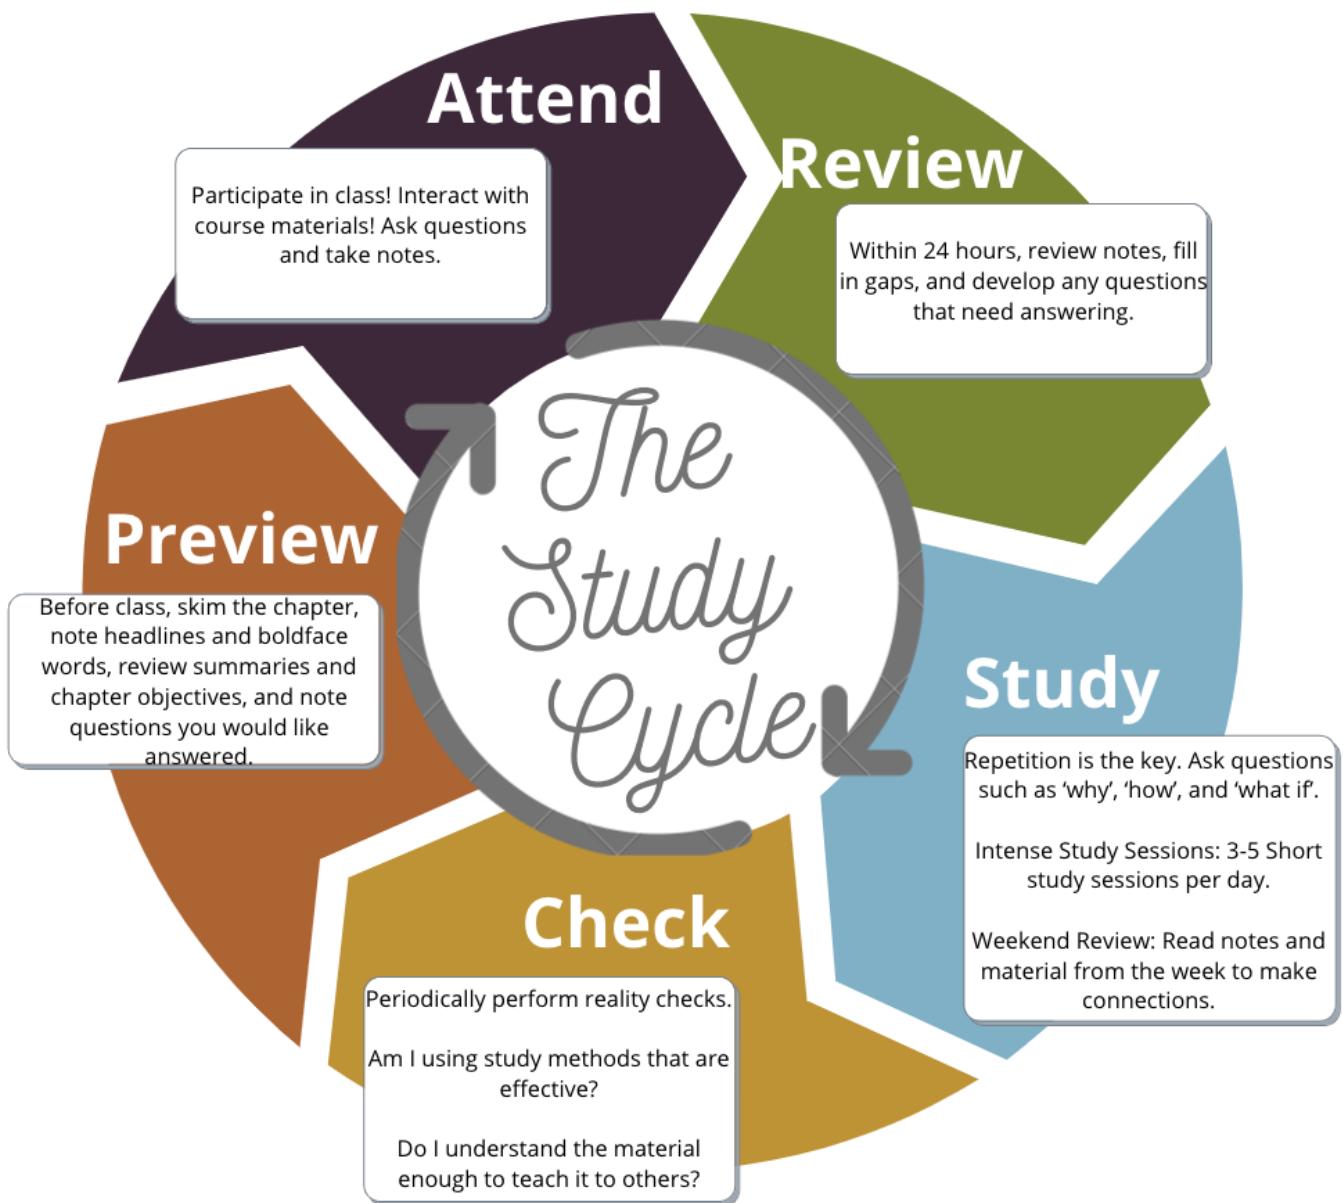 Attend
Participate in class! Interact with
course materials! Ask questions
and take notes.
Review
Within 24 hours, review notes, fill
in gaps, and develop any questions
that need answering.
The
Study
Cycle
Preview
Before class, skim the chapter,
note headlines and boldface
words, review summaries and
chapter objectives, and note
questions you would like
answered.
Study
Repetition is the key. Ask questions
such as ‘why’, ‘how’, and ‘what if’.
Intense Study Sessions: 3-5 Short
study sessions per day.
Weekend Review: Read notes and
material from the week to make
connections.
Check
Periodically perform reality checks.
Am I using study methods that are
effective?
Do I understand the material
enough to teach it to others?